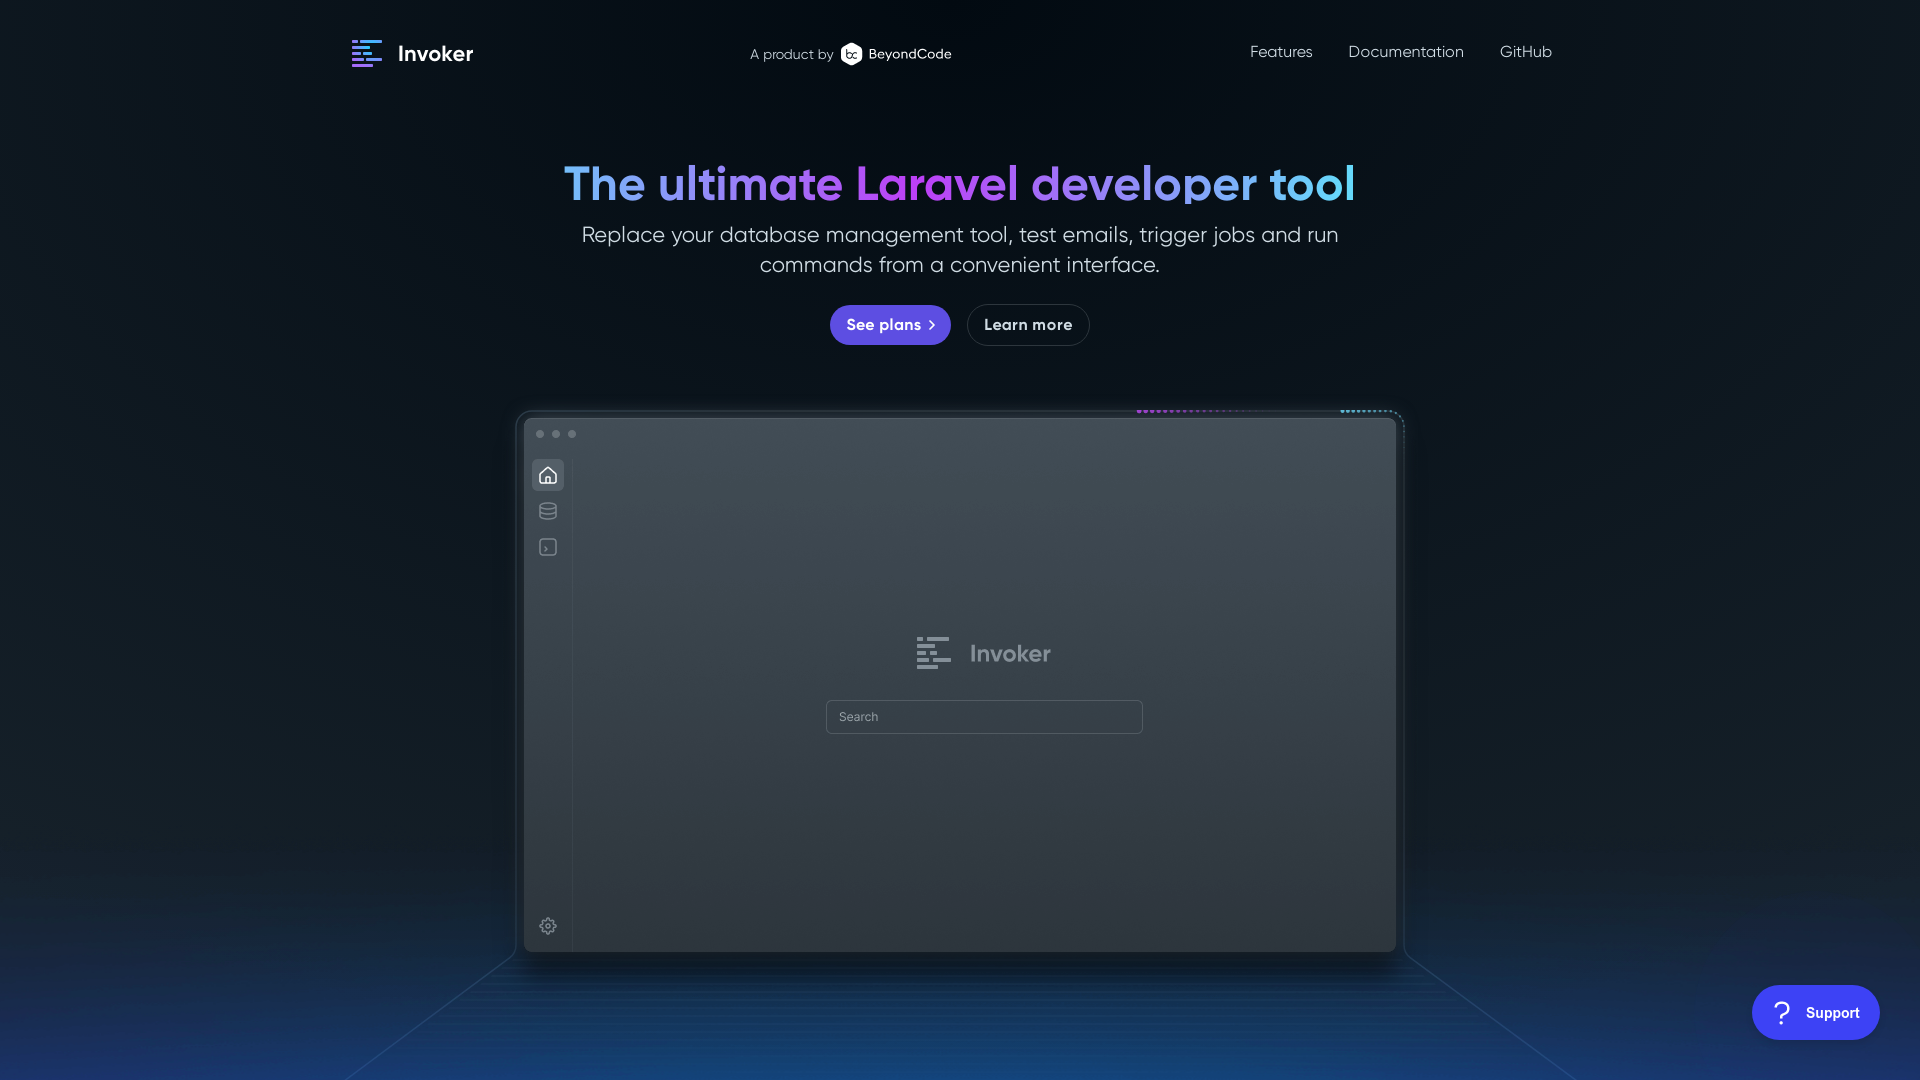 Invoker
A product by BeyondCode
Features
Documentation
GitHub
The ultimate Laravel developer tool
Replace your database management tool, test emails, trigger jobs and run
commands from a convenient interface.
See plans
Learn more
Invoker
Search
Support